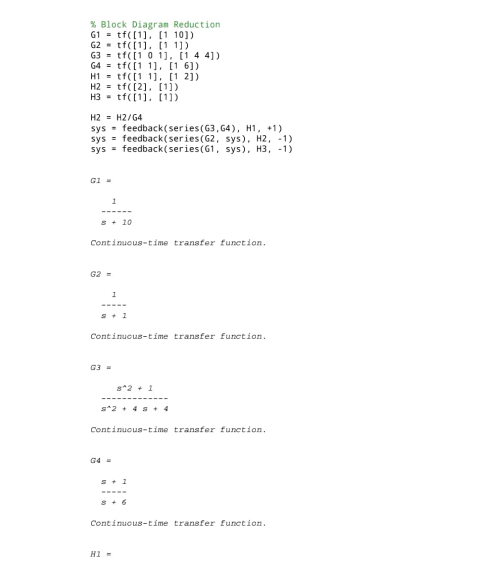 % Block Diagram Reduction
G1 = tf([1], [1 10])
G2 = tf([1], [1 1])
G3 = tf([1 0 1], [1 4 4])
G4 = tf([1 1], [1 6])
H1 = tf([1 1], [1 2])
H2 = tf([2], [1])
H3 = tf([1], [1])
H2 = H2/G4
sys = feedback(series(G3,G4), H1, +1)
sys = feedback(series(G2, sys), H2, -1)
sys = feedback(series(G1, sys), H3, -1)
G1 =
1
------
s + 10
Continuous-time transfer function.
G2 =
1
-----
s + 1
Continuous-time transfer function.
G3 =
s^2 + 1
-------------
s^2 + 4 s + 4
Continuous-time transfer function.
G4 =
s + 1
-----
s + 6
Continuous-time transfer function.
H1 =